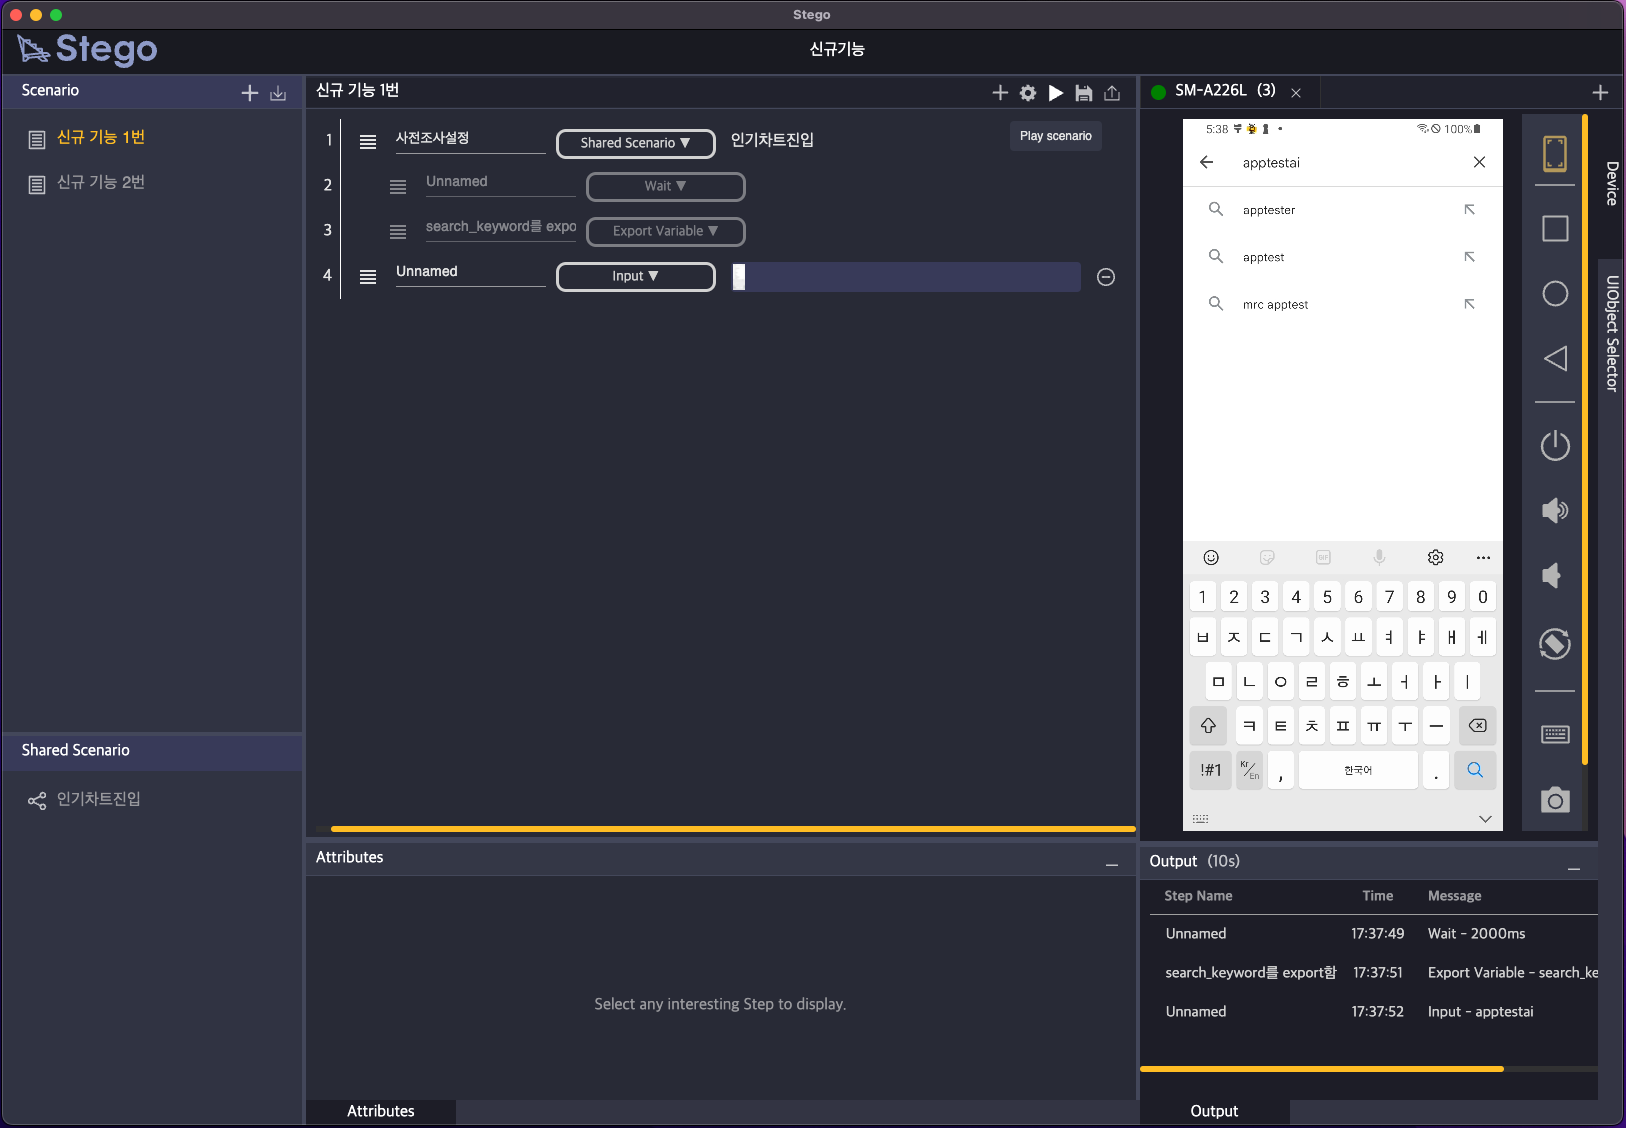 Stego
Stego
신규기능
Scenario
신규 기능 1번
신규 기능 2번
Shared Scenario
인기차트진입
신규 기능 1번
Play scenario
1 사전조사설정 Shared Scenario ▼ 인기차트진입
2 Unnamed Wait ▼
3 search_keyword를 expo Export Variable ▼
4 Unnamed Input ▼
Attributes
Select any interesting Step to display.
Attributes
SM-A226L (3)
5:38 100%
apptestai
apptester
apptest
mrc apptest
GIF
1 2 3 4 5 6 7 8 9 0
ㅂ ㅈ ㄷ ㄱ ㅅ ㅛ ㅕ ㅑ ㅐ ㅔ
ㅁ ㄴ ㅇ ㄹ ㅎ ㅗ ㅓ ㅏ ㅣ
ㅋ ㅌ ㅊ ㅍ ㅠ ㅜ ㅡ
!#1 Kr/En , 한국어 .
Device
UIObject Selector
Output (10s)
Step Name Time Message
Unnamed 17:37:49 Wait - 2000ms
search_keyword를 export함 17:37:51 Export Variable - search_ke
Unnamed 17:37:52 Input - apptestai
Output